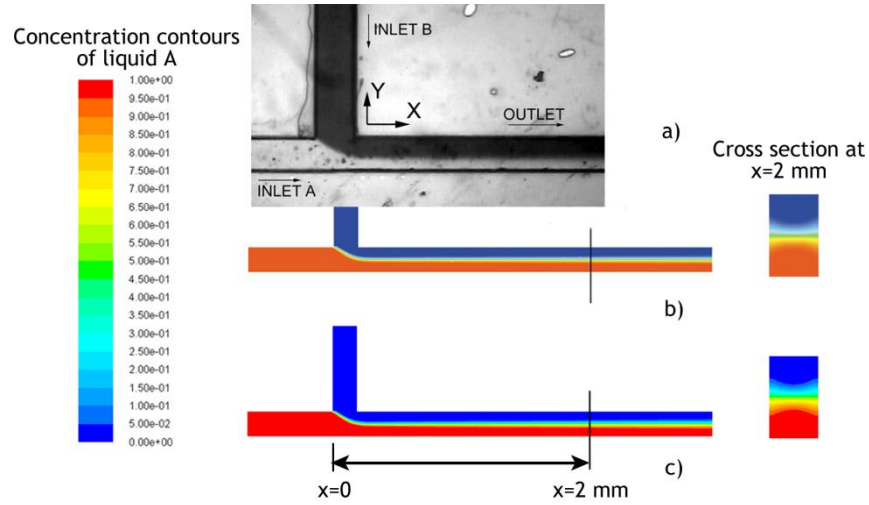 Concentration contours
of liquid A
1.00e+00
9.50e-01
9.00e-01
8.50e-01
8.00e-01
7.50e-01
7.00e-01
6.50e-01
6.00e-01
5.50e-01
5.00e-01
4.50e-01
4.00e-01
3.50e-01
3.00e-01
2.50e-01
2.00e-01
1.50e-01
1.00e-01
5.00e-02
0.00e+00
INLET B
Y
X
OUTLET
INLET A
a)
Cross section at
x=2 mm
b)
c)
x=0
x=2 mm